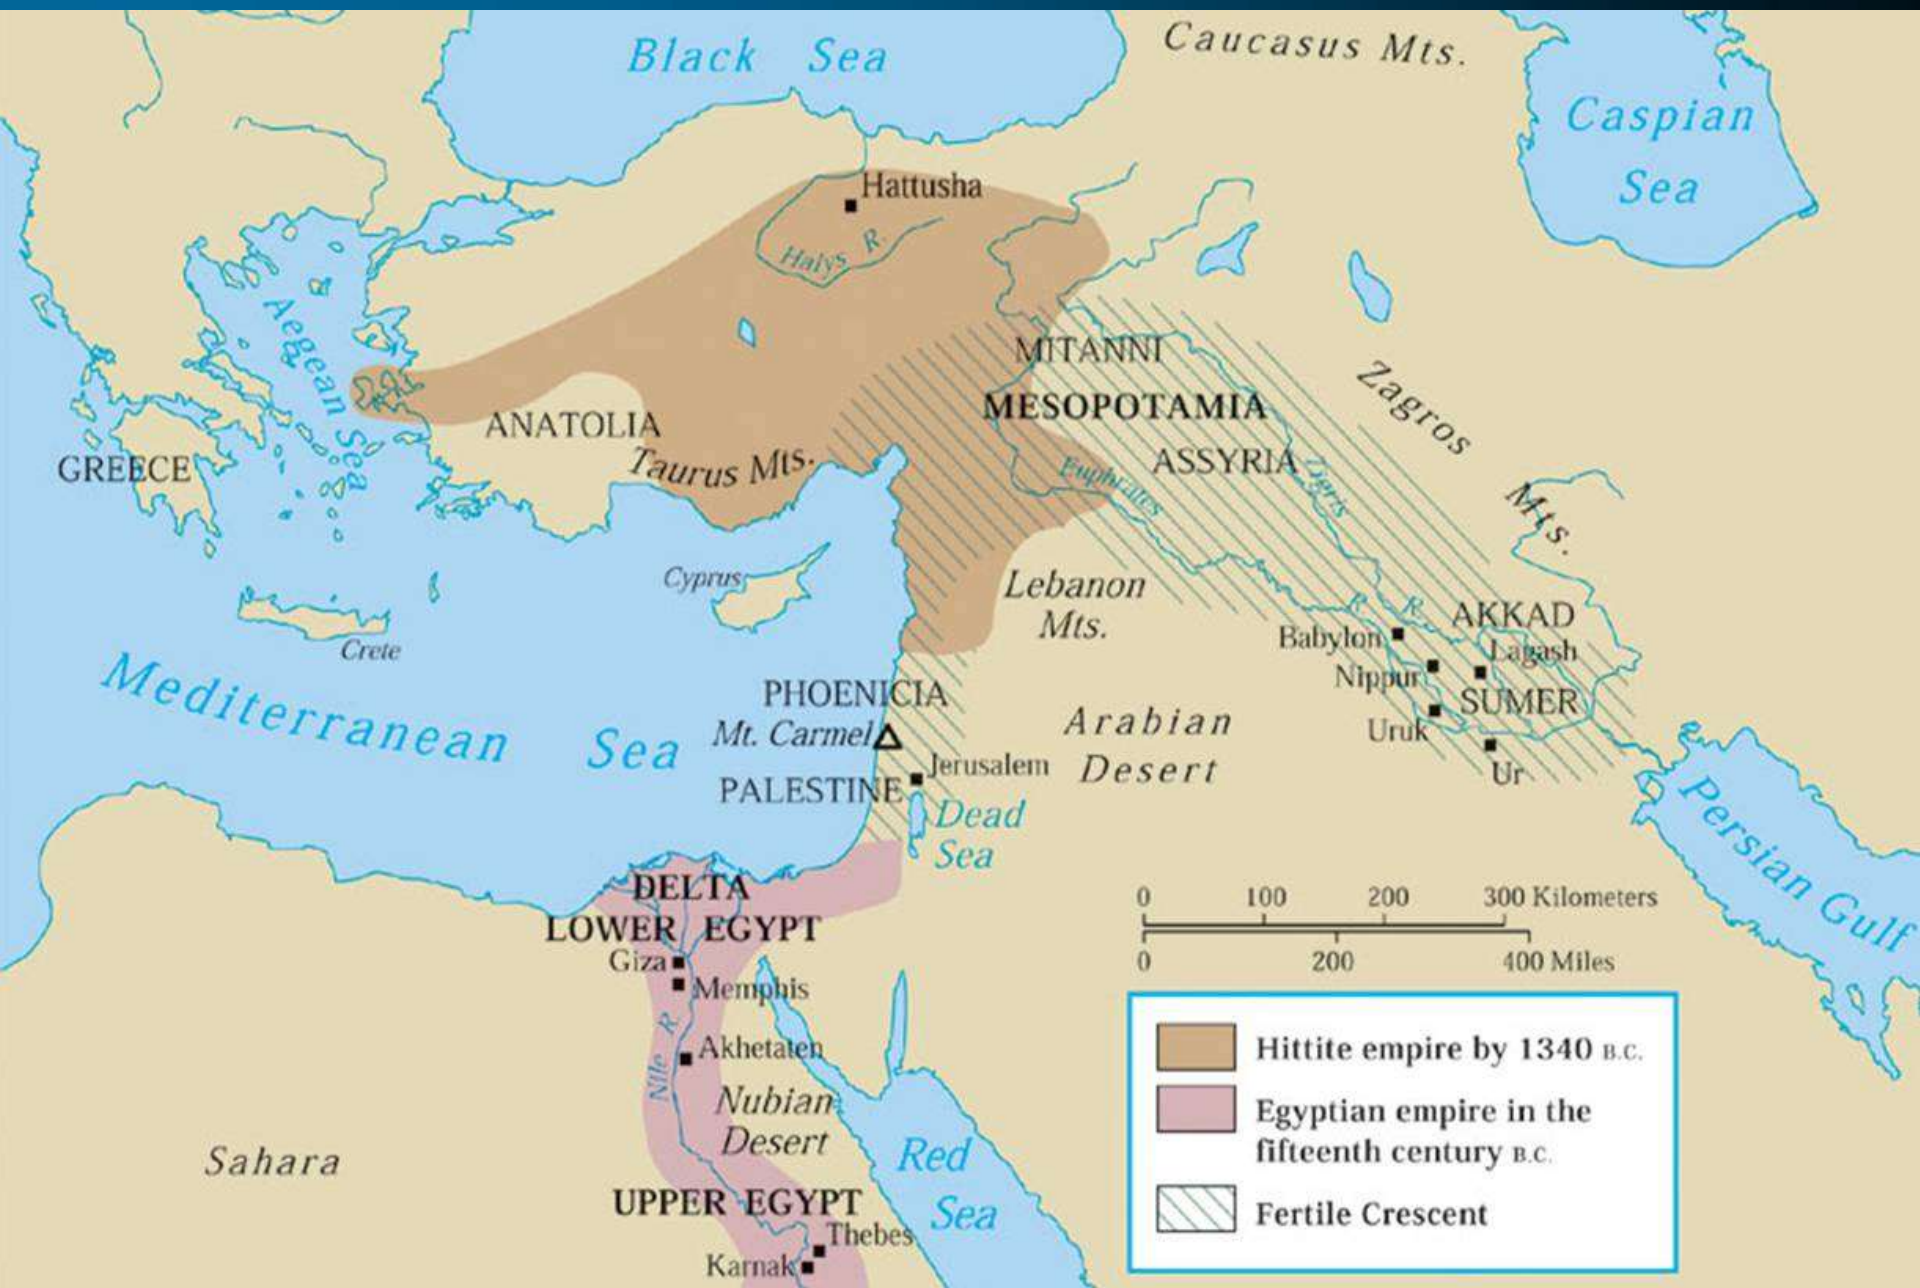 Black Sea
Caucasus Mts.
Caspian
Sea
Hattusha
Halys R.
Aegean Sea
MITANNI
MESOPOTAMIA
Zagros Mts.
ANATOLIA
Taurus Mts.
ASSYRIA
GREECE
Euphrates R.
Tigris R.
Cyprus
Lebanon
Mts.
AKKAD
Crete
Babylon
Lagash
Nippur
SUMER
Uruk
Ur
Mediterranean Sea
PHOENICIA
Mt. Carmel
Arabian
Desert
Jerusalem
PALESTINE
Dead
Sea
Persian Gulf
DELTA
LOWER EGYPT
Giza
Memphis
Nile R
Akhetaten
Nubian
Desert
Sahara
Red
Sea
UPPER EGYPT
Thebes
Karnak
0 100 200 300 Kilometers
0 200 400 Miles
Hittite empire by 1340 B.C.
Egyptian empire in the
fifteenth century B.C.
Fertile Crescent